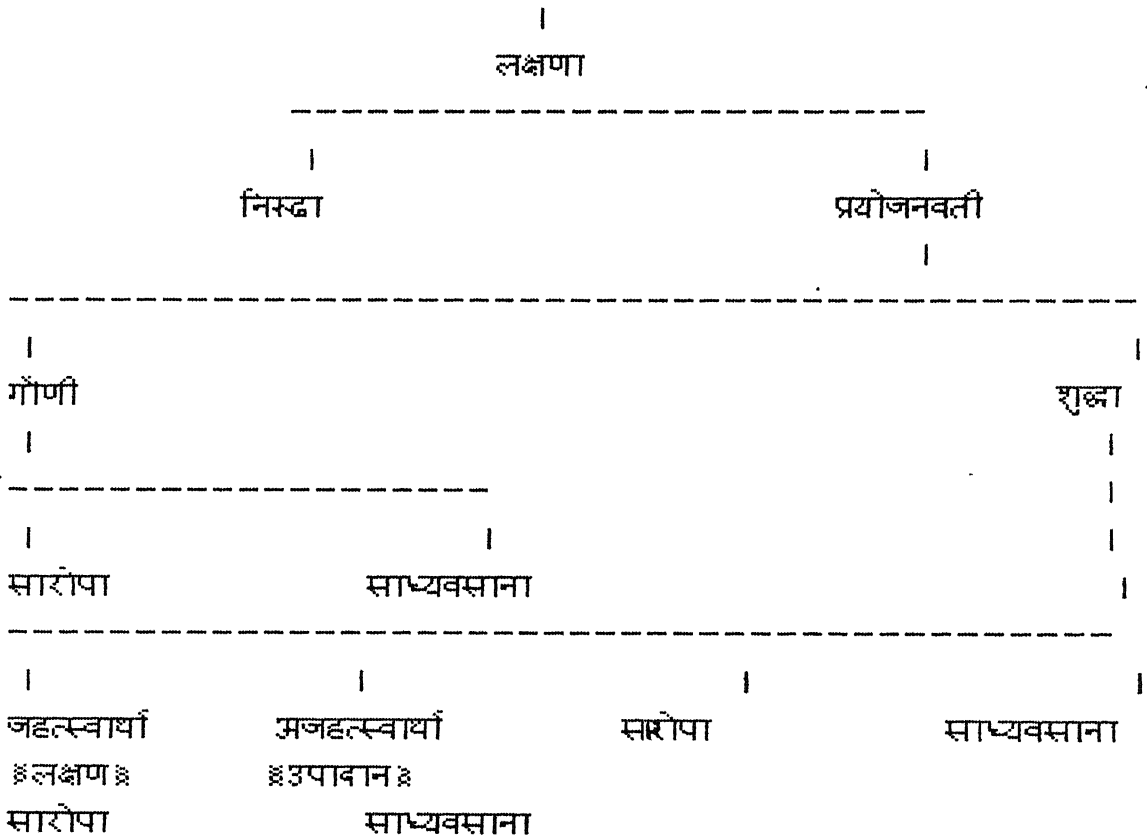 लक्षणा
निरूढा प्रयोजनवती
गौणी शुद्धा
सारोपा साध्यवसाना
जहत्स्वार्था अजहत्स्वार्था सारोपा साध्यवसाना
लक्षण उपादान
सारोपा साध्यवसाना